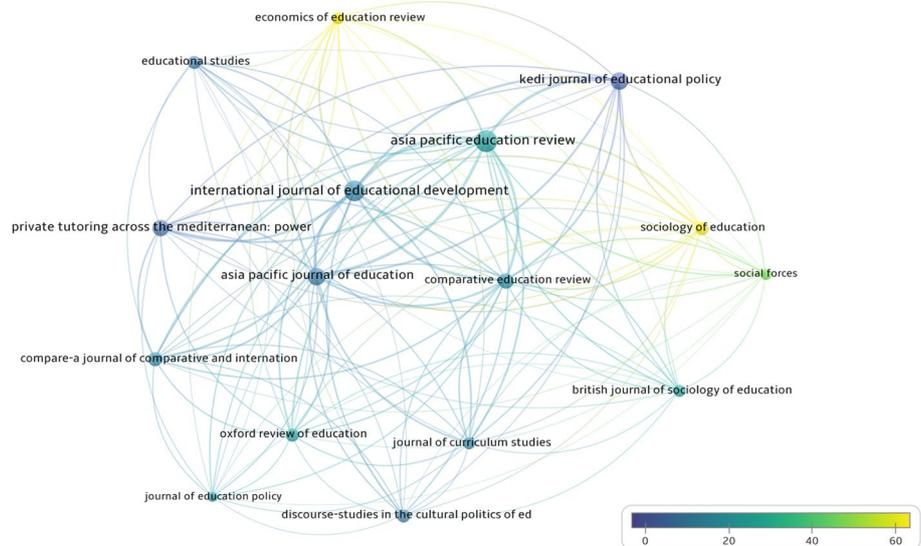 economics of education review
educational studies
kedi journal of educational policy
asia pacific education review
international journal of educational development
private tutoring across the mediterranean: power
sociology of education
asia pacific journal of education
comparative education review
social forces
compare-a journal of comparative and internation
british journal of sociology of education
oxford review of education
journal of curriculum studies
journal of education policy
discourse-studies in the cultural politics of ed
0 20 40 60